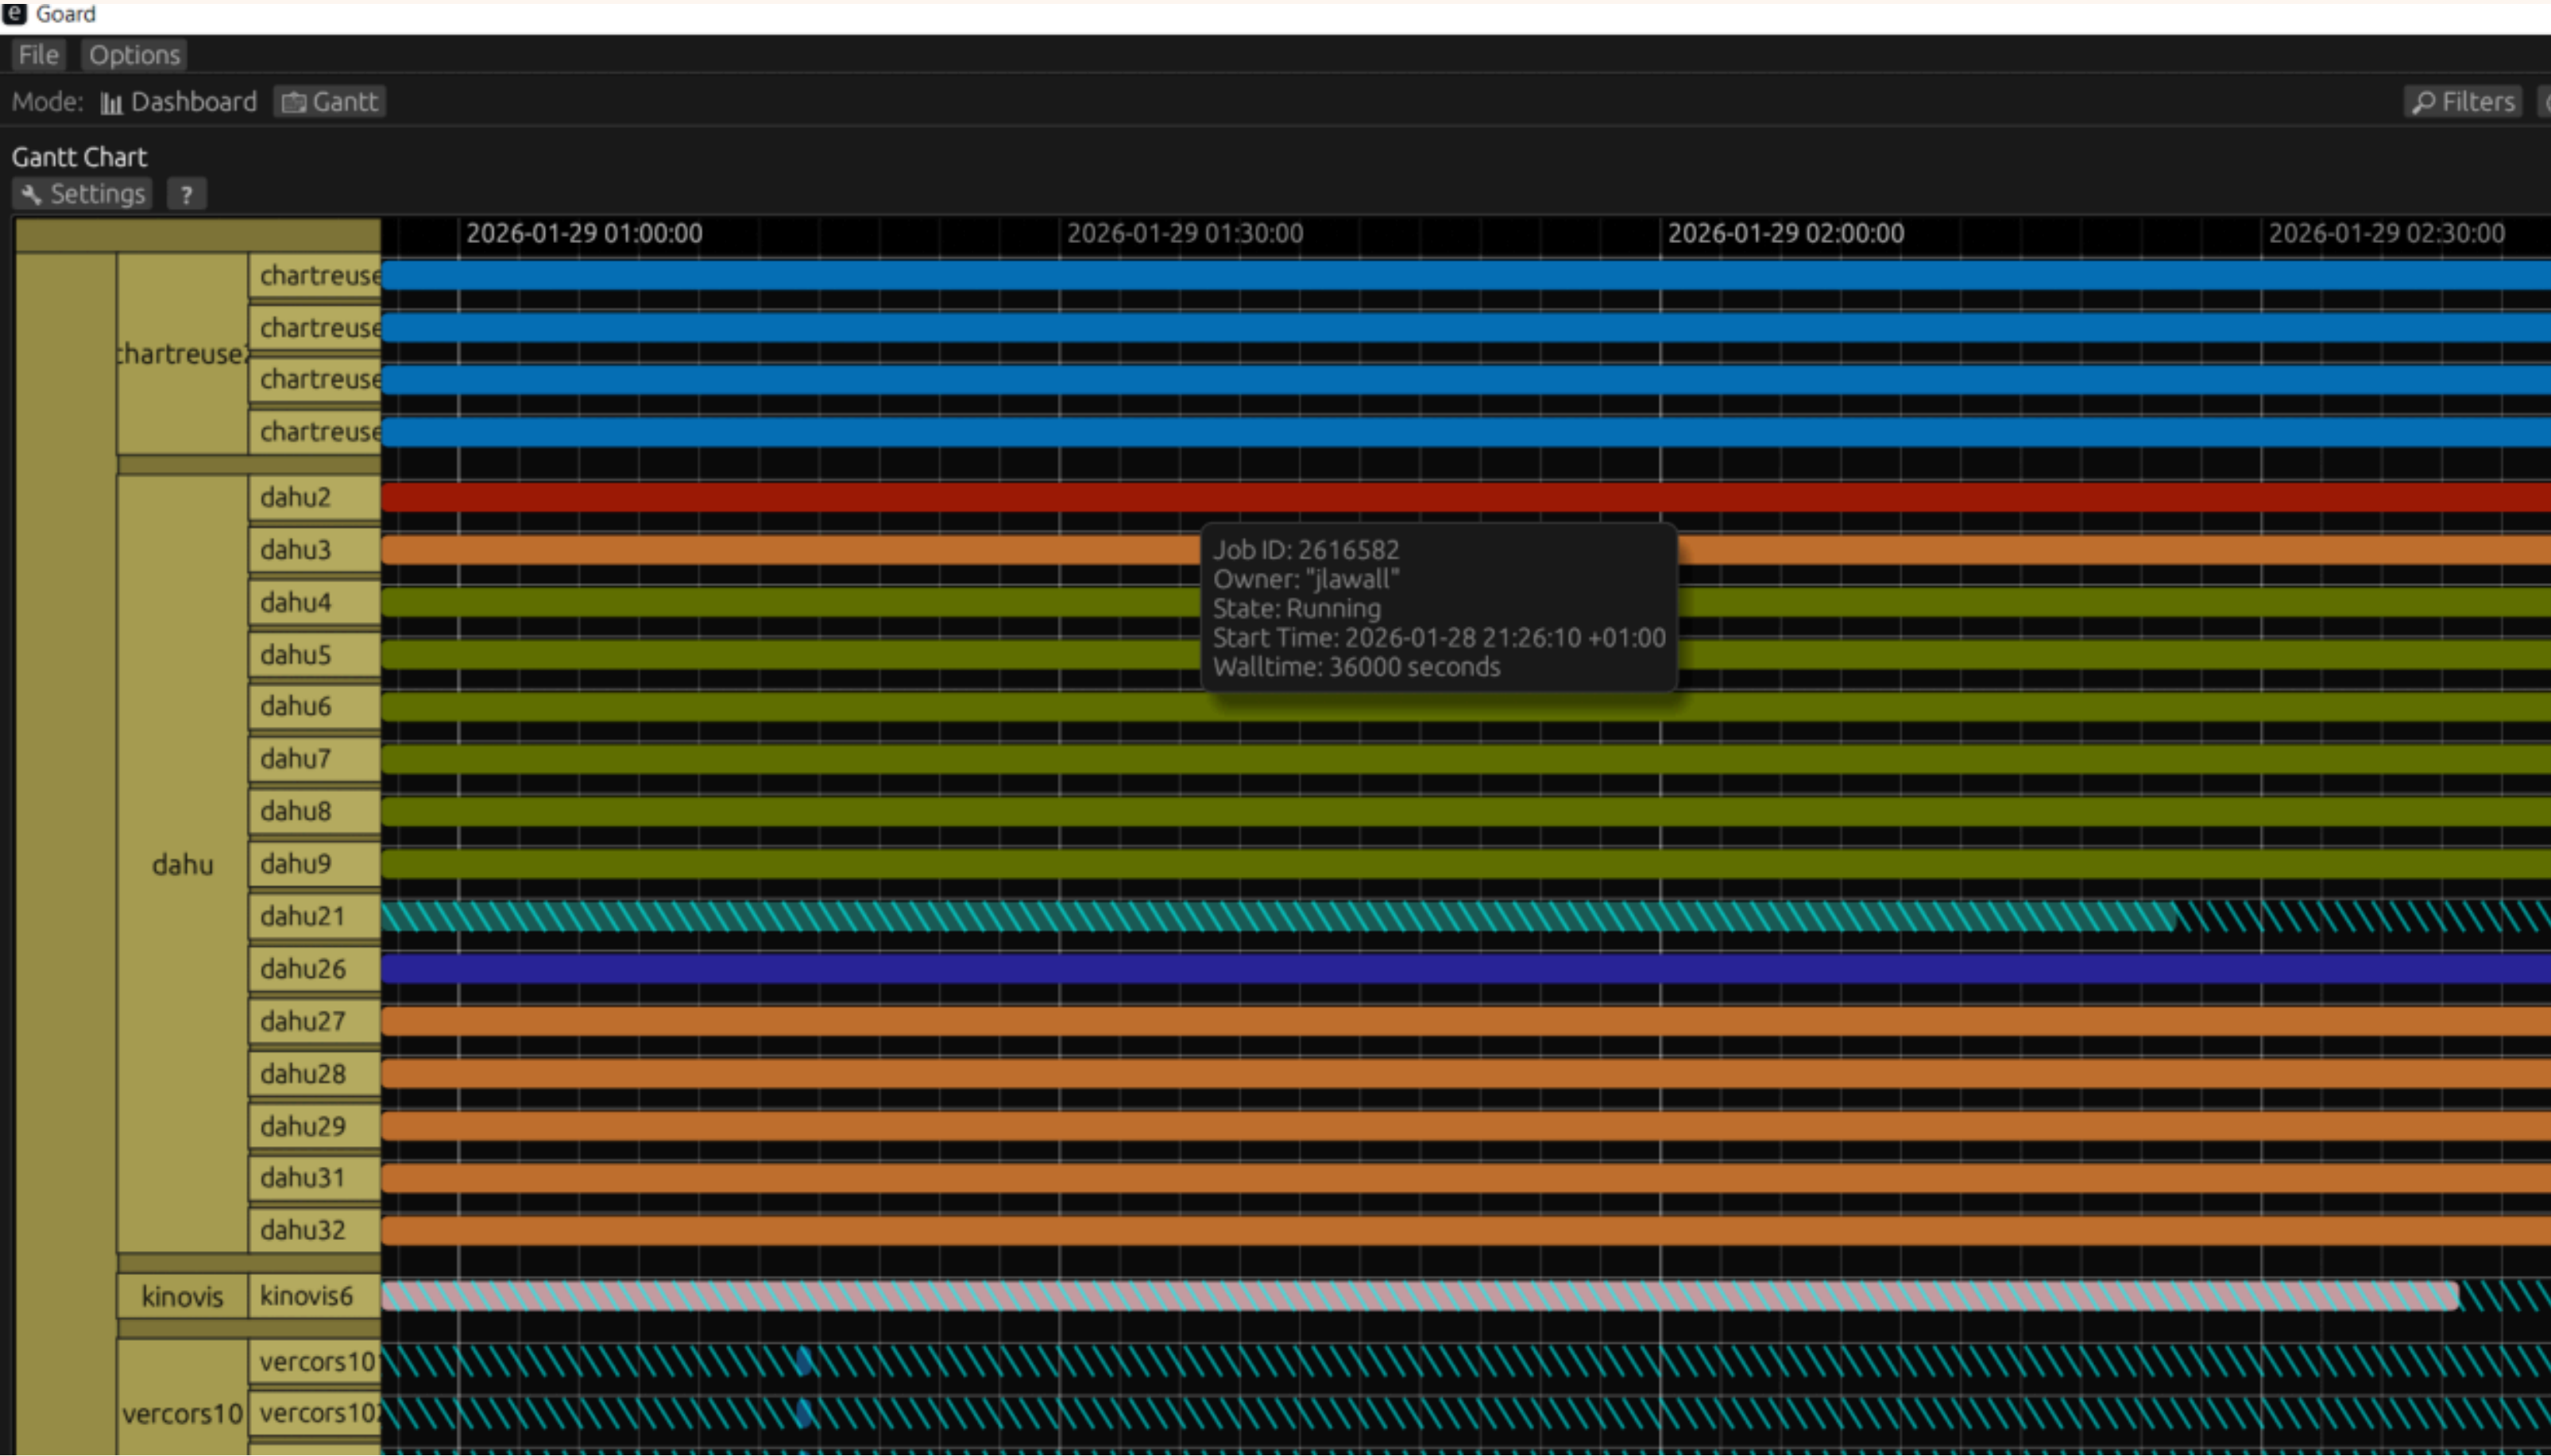 Goard
File Options
Mode: Dashboard Gantt Filters
Gantt Chart
Settings ?
2026-01-29 01:00:00 2026-01-29 01:30:00 2026-01-29 02:00:00 2026-01-29 02:30:00
chartreuse
chartreuse
chartreuse2
chartreuse
chartreuse
dahu2
dahu3
Job ID: 2616582
Owner: "jlawall"
State: Running
Start Time: 2026-01-28 21:26:10 +01:00
Walltime: 36000 seconds
dahu4
dahu5
dahu6
dahu7
dahu8
dahu
dahu9
dahu21
dahu26
dahu27
dahu28
dahu29
dahu31
dahu32
kinovis kinovis6
vercors101
vercors10 vercors102